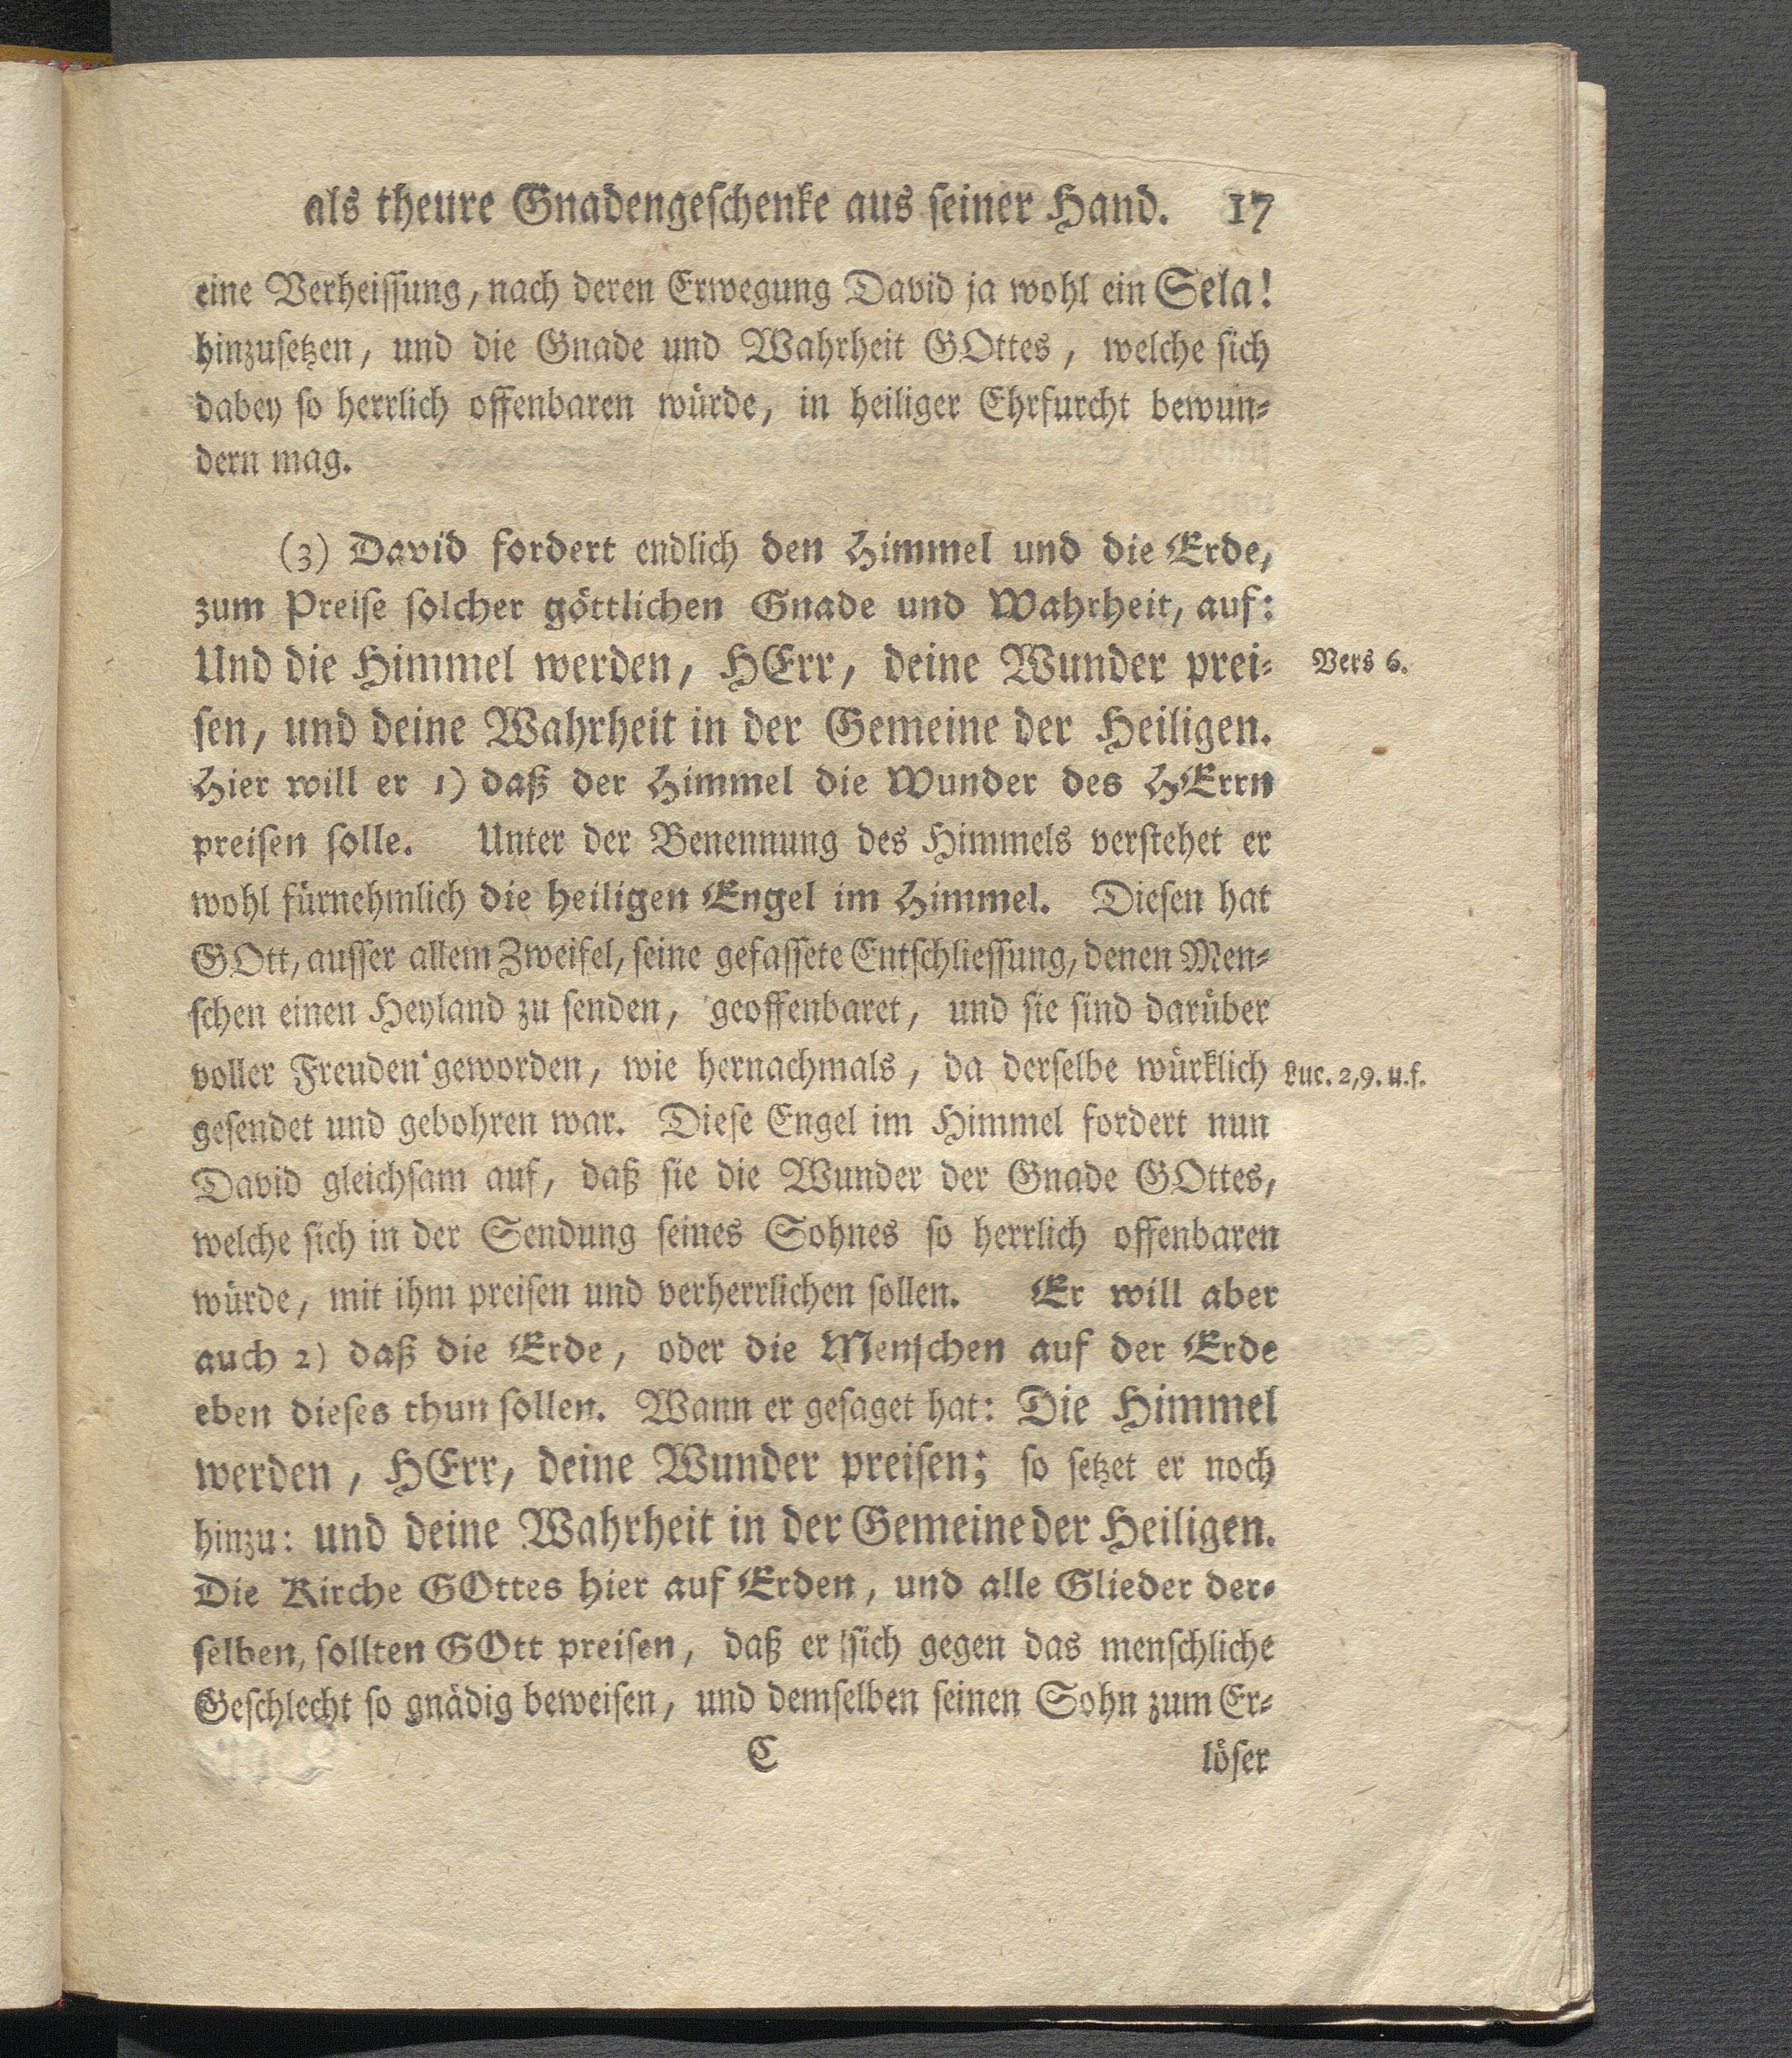 als theure Gnadengeſchenke aus ſeiner Hand. 17
eine Verheiſſung, nach deren Erwegung David ja wohl ein Sela!
hinzuſetzen, und die Gnade und Wahrheit GOttes, welche ſich
dabey ſo herrlich offenbaren würde, in heiliger Ehrfurcht bewun⸗
dern mag.
(3) David fordert endlich den Himmel und die Erde,
zum Preiſe ſolcher göttlichen Gnade und Wahrheit, auf:
Und die Himmel werden, HErr, deine Wunder prei⸗
Vers 6.
ſen, und deine Wahrheit in der Gemeine der Heiligen.
Hier will er 1) daß der Himmel die Wunder des HErrn
preiſen ſolle. Unter der Benennung des Himmels verſtehet er
wohl fürnehmlich die heiligen Engel im Himmel. Dieſen hat
GOtt, auſſer allem Zweifel, ſeine gefaſſete Entſchlieſſung, denen Men⸗
ſchen einen Heyland zu ſenden, geoffenbaret, und ſie ſind darüber
voller Freuden geworden, wie hernachmals, da derſelbe würklich
Luc. 2,9. u.f.
geſendet und gebohren war. Dieſe Engel im Himmel fordert nun
David gleichſam auf, daß ſie die Wunder der Gnade GOttes,
welche ſich in der Sendung ſeines Sohnes ſo herrlich offenbaren
würde, mit ihm preiſen und verherrlichen ſollen. Er will aber
auch 2) daß die Erde, oder die Menſchen auf der Erde
eben dieſes thun ſollen. Wann er geſaget hat: Die Himmel
werden, HErr, deine Wunder preiſen; ſo ſetzet er noch
hinzu: und deine Wahrheit in der Gemeine der Heiligen.
Die Kirche GOttes hier auf Erden, und alle Glieder der⸗
ſelben, ſollten GOtt preiſen, daß er ſich gegen das menſchliche
Geſchlecht ſo gnädig beweiſen, und demſelben ſeinen Sohn zum Er⸗
C löſer